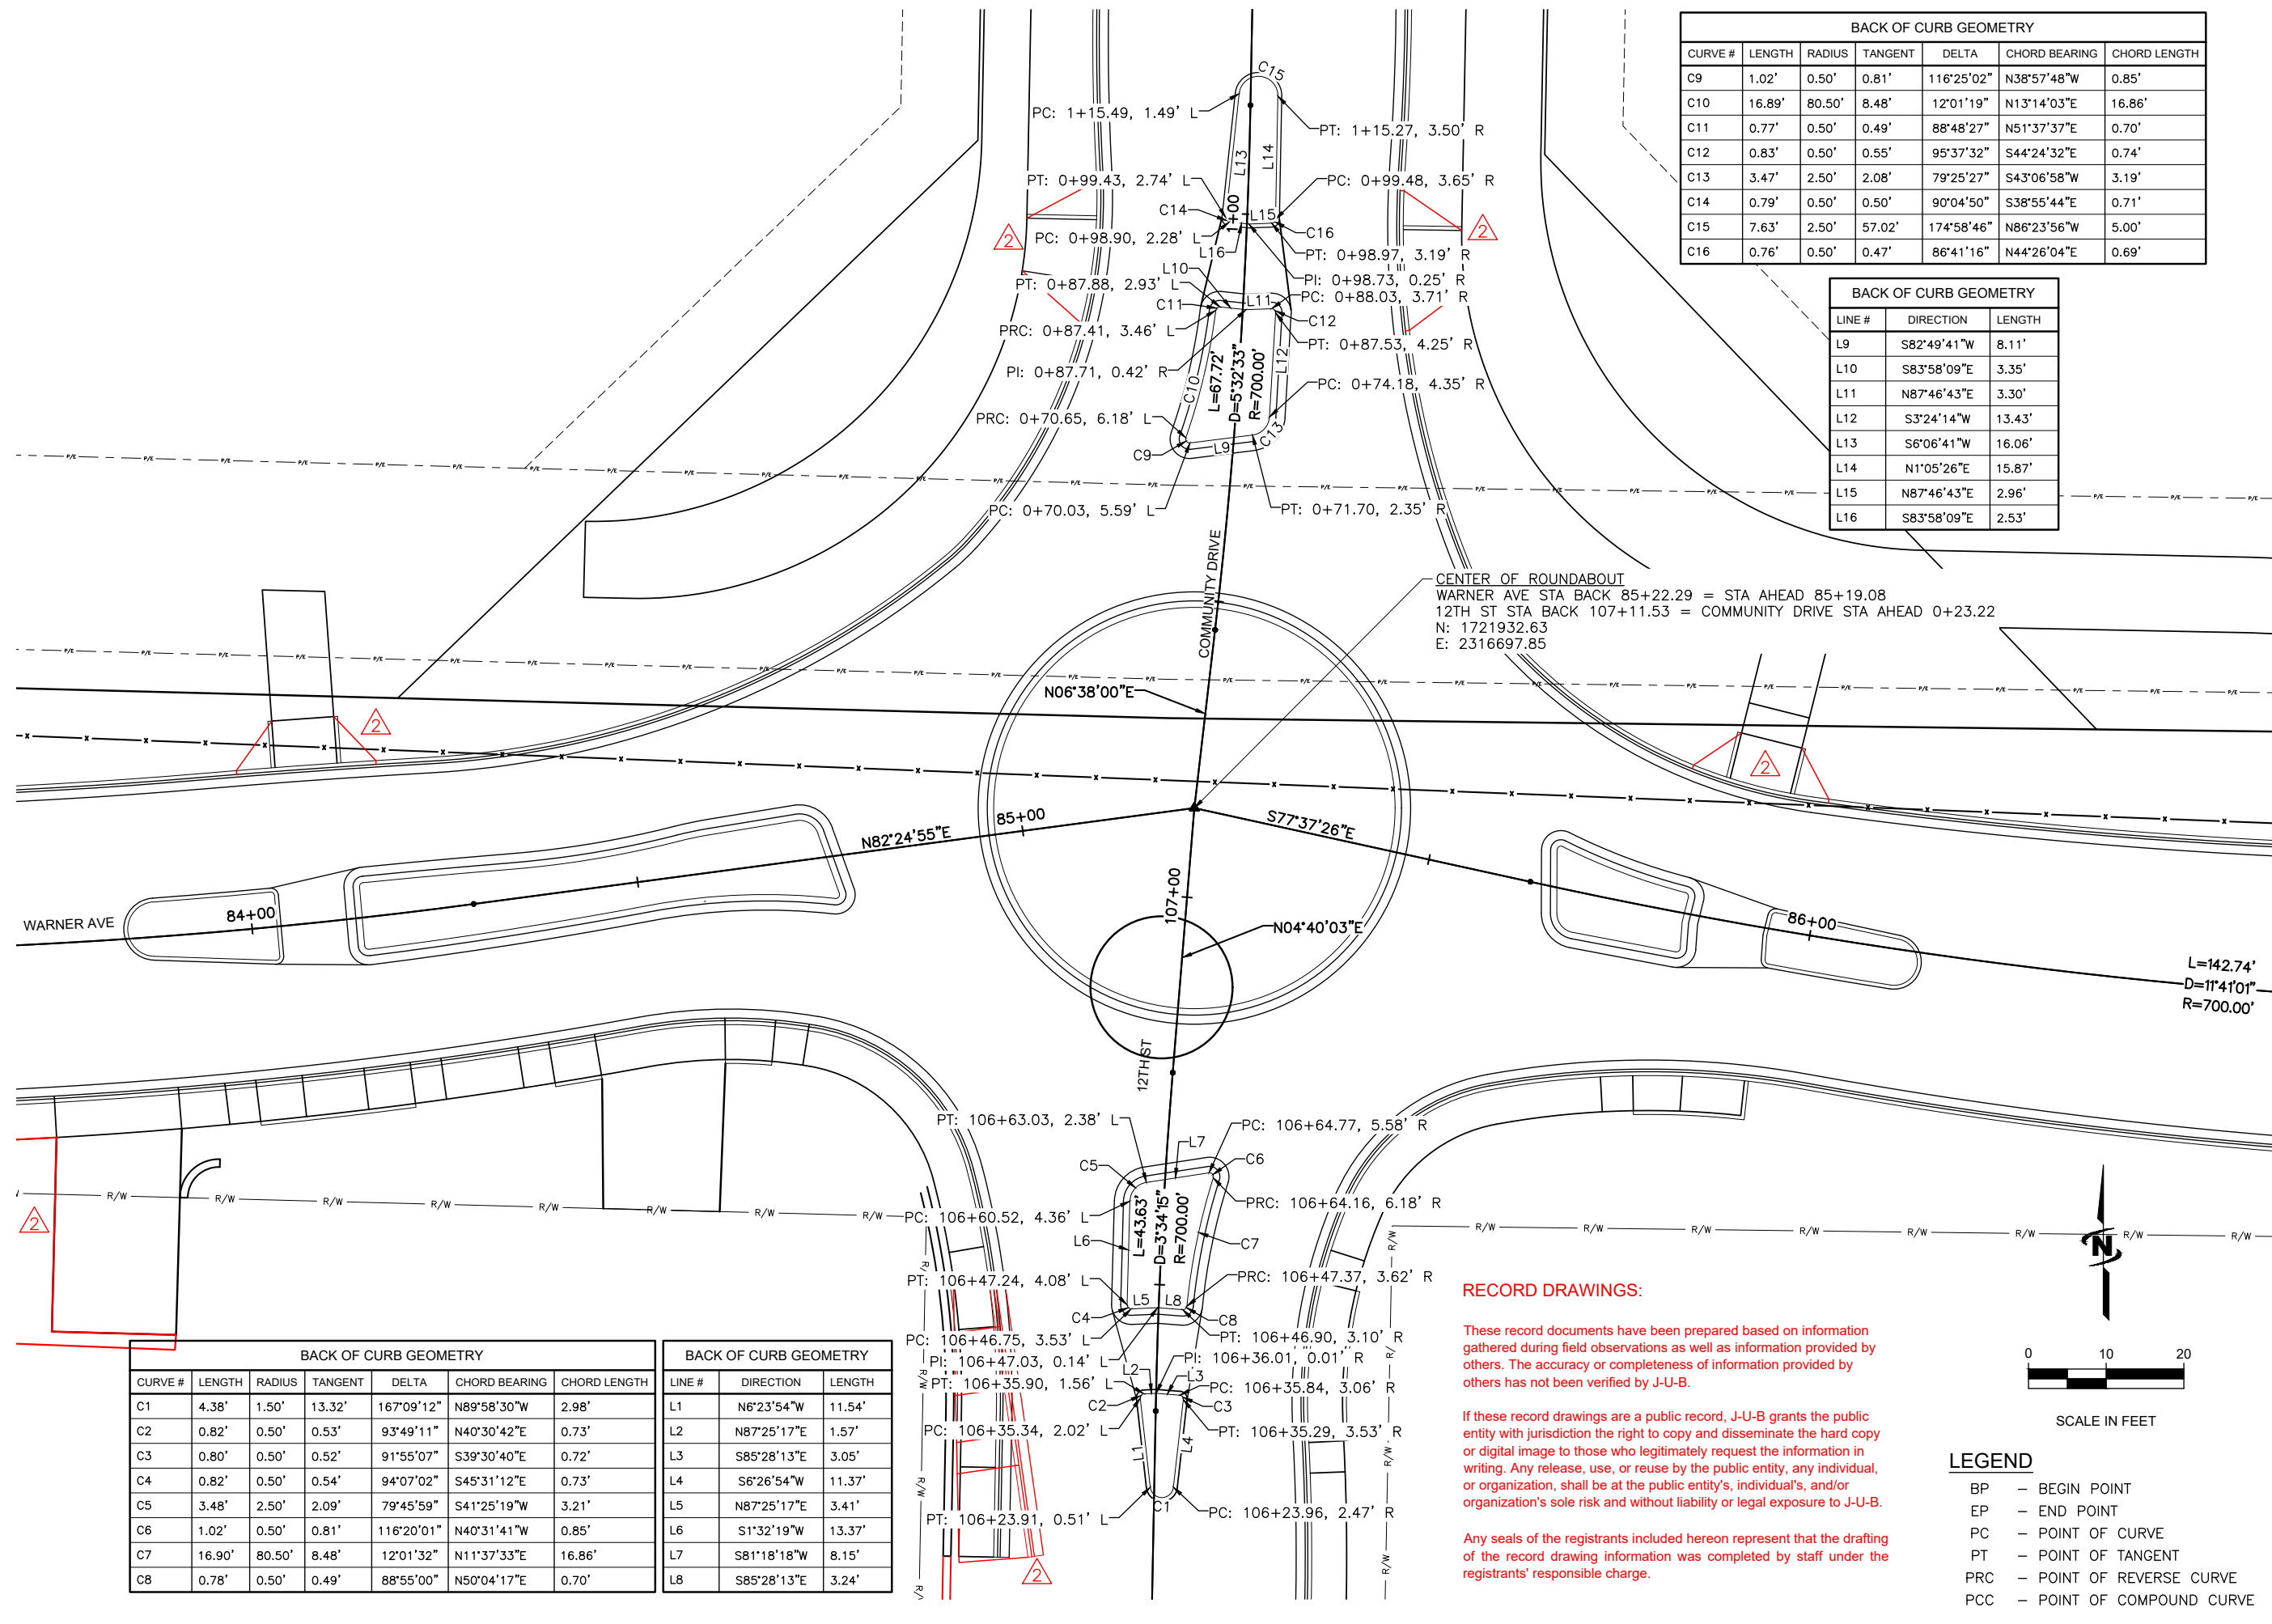 BACK OF CURB GEOMETRY
CURVE # LENGTH RADIUS TANGENT DELTA CHORD BEARING CHORD LENGTH
C9 1.02' 0.50' 0.81' 116°25'02" N38°57'48"W 0.85'
C10 16.89' 80.50' 8.48' 12°01'19" N13°14'03"E 16.86'
C11 0.77' 0.50' 0.49' 88°48'27" N51°37'37"E 0.70'
C12 0.83' 0.50' 0.55' 95°37'32" S44°24'32"E 0.74'
C13 3.47' 2.50' 2.08' 79°25'27" S43°06'58"W 3.19'
C14 0.79' 0.50' 0.50' 90°04'50" S38°55'44"E 0.71'
C15 7.63' 2.50' 57.02' 174°58'46" N86°23'56"W 5.00'
C16 0.76' 0.50' 0.47' 86°41'16" N44°26'04"E 0.69'
BACK OF CURB GEOMETRY
LINE # DIRECTION LENGTH
L9 S82°49'41"W 8.11'
L10 S83°58'09"E 3.35'
L11 N87°46'43"E 3.30'
L12 S3°24'14"W 13.43'
L13 S6°06'41"W 16.06'
L14 N1°05'26"E 15.87'
L15 N87°46'43"E 2.96'
L16 S83°58'09"E 2.53'
C15
PC: 1+15.49, 1.49' L
PT: 1+15.27, 3.50' R
L13
L14
PT: 0+99.43, 2.74' L
PC: 0+99.48, 3.65' R
C14
1+00
L15
C16
2
2
PC: 0+98.90, 2.28' L
L16
PT: 0+98.97, 3.19' R
L10
PI: 0+98.73, 0.25' R
PT: 0+87.88, 2.93' L
PC: 0+88.03, 3.71' R
C11
L11
C12
PRC: 0+87.41, 3.46' L
PT: 0+87.53, 4.25' R
PI: 0+87.71, 0.42' R
L12
PC: 0+74.18, 4.35' R
C10
L=67.72'
D=5°32'33"
R=700.00'
PRC: 0+70.65, 6.18' L
C13
C9
L9
PC: 0+70.03, 5.59' L
PT: 0+71.70, 2.35' R
P/E P/E P/E P/E P/E P/E P/E P/E P/E P/E P/E P/E P/E P/E P/E P/E P/E P/E P/E
COMMUNITY DRIVE
CENTER OF ROUNDABOUT
WARNER AVE STA BACK 85+22.29 = STA AHEAD 85+19.08
12TH ST STA BACK 107+11.53 = COMMUNITY DRIVE STA AHEAD 0+23.22
N: 1721932.63
E: 2316697.85
N06°38'00"E
2
2
85+00
N82°24'55"E
S77°37'26"E
107+00
84+00
WARNER AVE
86+00
N04°40'03"E
L=142.74'
D=11°41'01"
R=700.00'
12TH ST
PT: 106+63.03, 2.38' L
PC: 106+64.77, 5.58' R
L7
C5
C6
PRC: 106+64.16, 6.18' R
PC: 106+60.52, 4.36' L
L=43.63'
D=3°34'15"
R=700.00'
L6
C7
PT: 106+47.24, 4.08' L
PRC: 106+47.37, 3.62' R
L5
L8
C4
C8
PC: 106+46.75, 3.53' L
PT: 106+46.90, 3.10' R
PI: 106+47.03, 0.14' L
PI: 106+36.01, 0.01' R
L2
L3
PT: 106+35.90, 1.56' L
PC: 106+35.84, 3.06' R
C2
C3
PC: 106+35.34, 2.02' L
PT: 106+35.29, 3.53' R
L1
L4
C1
PT: 106+23.91, 0.51' L
PC: 106+23.96, 2.47' R
2
2
R/W R/W R/W R/W R/W R/W R/W R/W
R/W R/W R/W R/W R/W R/W R/W R/W
N
0 10 20
SCALE IN FEET
RECORD DRAWINGS:
These record documents have been prepared based on information
gathered during field observations as well as information provided by
others. The accuracy or completeness of information provided by
others has not been verified by J-U-B.
If these record drawings are a public record, J-U-B grants the public
entity with jurisdiction the right to copy and disseminate the hard copy
or digital image to those who legitimately request the information in
writing. Any release, use, or reuse by the public entity, any individual,
or organization, shall be at the public entity's, individual's, and/or
organization's sole risk and without liability or legal exposure to J-U-B.
Any seals of the registrants included hereon represent that the drafting
of the record drawing information was completed by staff under the
registrants' responsible charge.
LEGEND
BP – BEGIN POINT
EP – END POINT
PC – POINT OF CURVE
PT – POINT OF TANGENT
PRC – POINT OF REVERSE CURVE
PCC – POINT OF COMPOUND CURVE
BACK OF CURB GEOMETRY
CURVE # LENGTH RADIUS TANGENT DELTA CHORD BEARING CHORD LENGTH
C1 4.38' 1.50' 13.32' 167°09'12" N89°58'30"W 2.98'
C2 0.82' 0.50' 0.53' 93°49'11" N40°30'42"E 0.73'
C3 0.80' 0.50' 0.52' 91°55'07" S39°30'40"E 0.72'
C4 0.82' 0.50' 0.54' 94°07'02" S45°31'12"E 0.73'
C5 3.48' 2.50' 2.09' 79°45'59" S41°25'19"W 3.21'
C6 1.02' 0.50' 0.81' 116°20'01" N40°31'41"W 0.85'
C7 16.90' 80.50' 8.48' 12°01'32" N11°37'33"E 16.86'
C8 0.78' 0.50' 0.49' 88°55'00" N50°04'17"E 0.70'
BACK OF CURB GEOMETRY
LINE # DIRECTION LENGTH
L1 N6°23'54"W 11.54'
L2 N87°25'17"E 1.57'
L3 S85°28'13"E 3.05'
L4 S6°26'54"W 11.37'
L5 N87°25'17"E 3.41'
L6 S1°32'19"W 13.37'
L7 S81°18'18"W 8.15'
L8 S85°28'13"E 3.24'